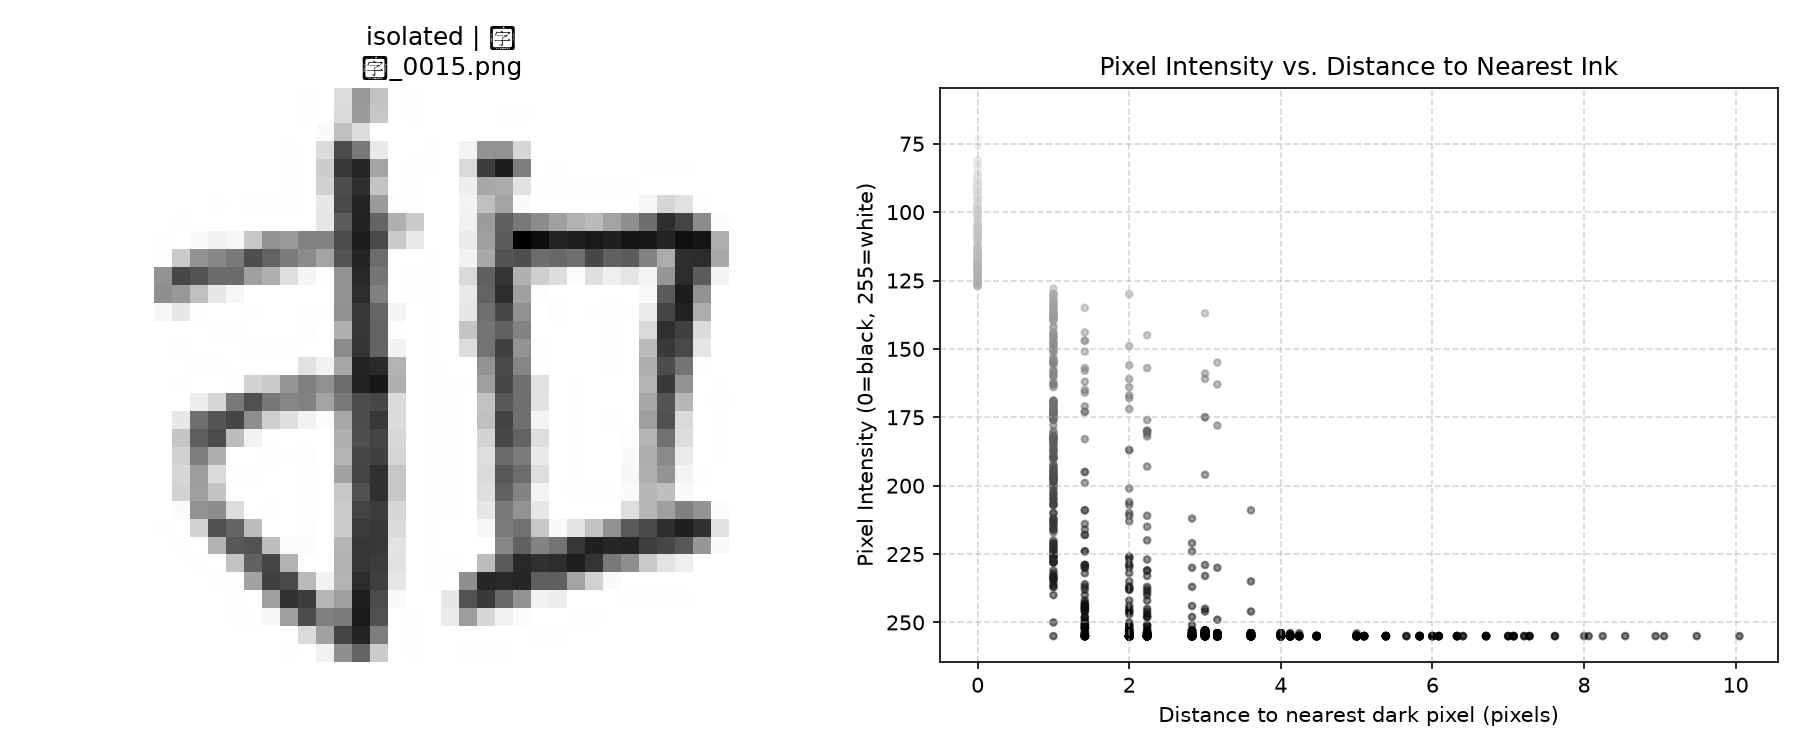 isolated |
_0015.png
Pixel Intensity vs. Distance to Nearest Ink
Pixel Intensity (0=black, 255=white)
75
100
125
150
175
200
225
250
0 2 4 6 8 10
Distance to nearest dark pixel (pixels)